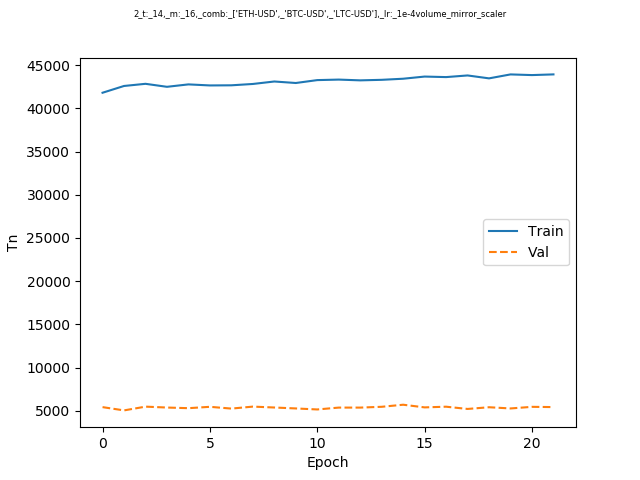 2_t:_14,_m:_16,_comb:_['ETH-USD',_'BTC-USD',_'LTC-USD'],_lr:_1e-4volume_mirror_scaler
45000
40000
35000
30000
25000
20000
15000
10000
5000
Tn
Train
Val
0
5
10
15
20
Epoch